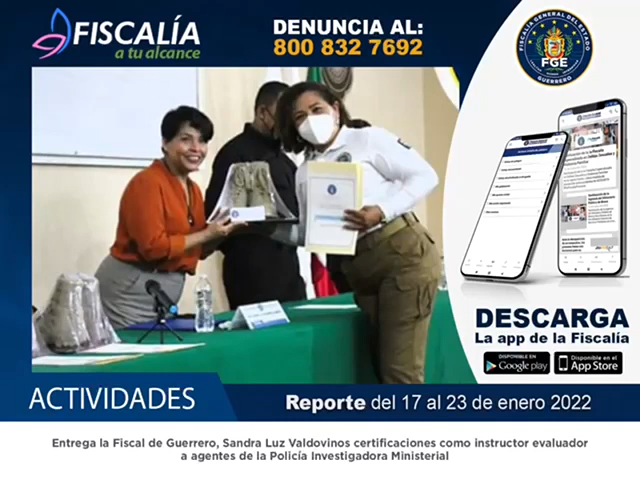 FISCALÍA
a tu alcance
DENUNCIA AL:
800 832 7692
FISCALÍA GENERAL DEL ESTADO
FGE
GUERRERO
DESCARGA
La app de la Fiscalía
DISPONIBLE EN
Google play
Disponible en
App Store
ACTIVIDADES
Reporte del 17 al 23 de enero 2022
Entrega la Fiscal de Guerrero, Sandra Luz Valdovinos certificaciones como instructor evaluador
a agentes de la Policía Investigadora Ministerial